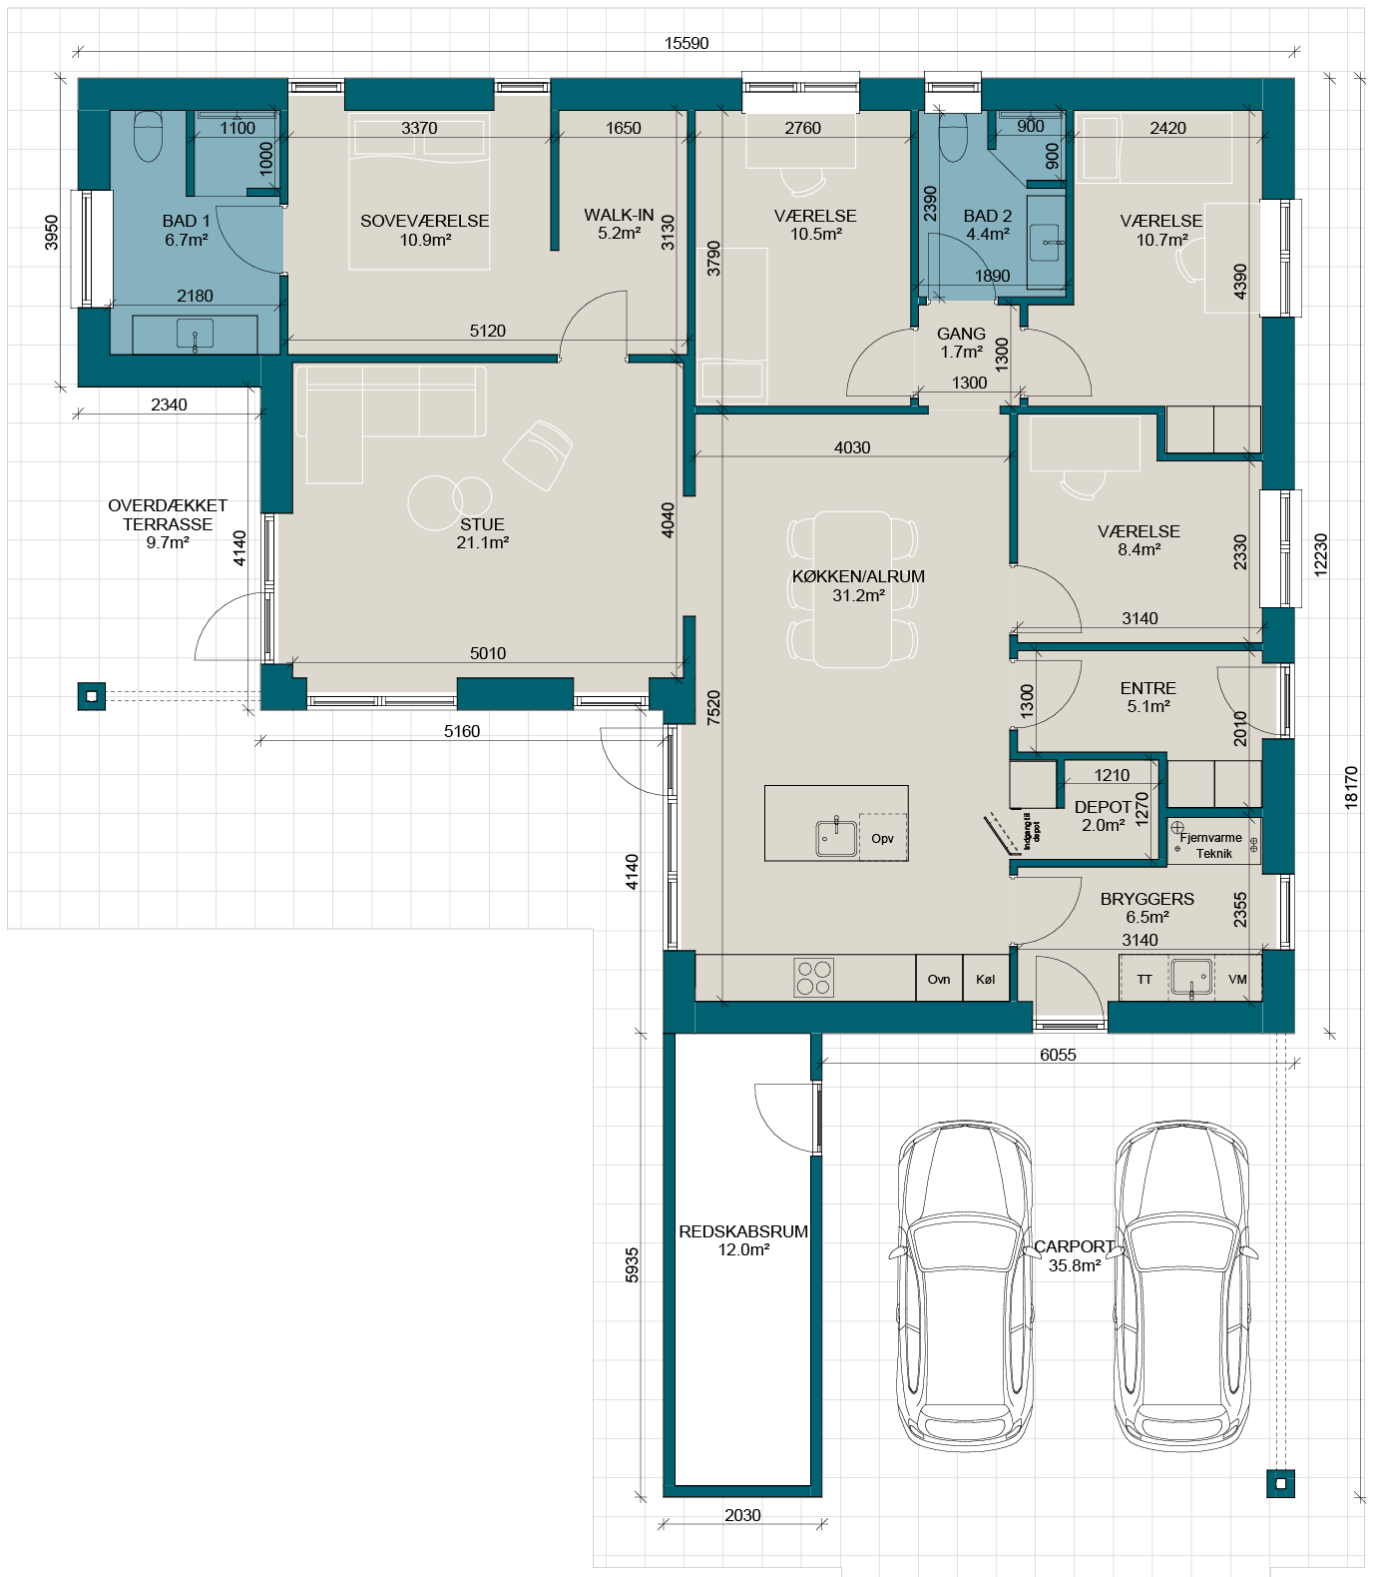 15590
1100
3370
1650
2760
900
2420
1000
900
3950
BAD 1
6.7m²
SOVEVÆRELSE
10.9m²
WALK-IN
5.2m²
3130
VÆRELSE
10.5m²
3790
2390
BAD 2
4.4m²
VÆRELSE
10.7m²
4390
1890
2180
5120
GANG
1.7m²
1300
1300
2340
4030
OVERDÆKKET
TERRASSE
9.7m²
4140
STUE
21.1m²
4040
KØKKEN/ALRUM
31.2m²
VÆRELSE
8.4m²
2330
12230
3140
5010
7520
1300
ENTRE
5.1m²
2010
5160
18170
1210
DEPOT
2.0m²
1270
Indgang til
depot
Opv
Fjernvarme
Teknik
4140
BRYGGERS
6.5m²
2355
3140
Ovn
Køl
TT
VM
6055
REDSKABSRUM
12.0m²
5935
CARPORT
35.8m²
2030